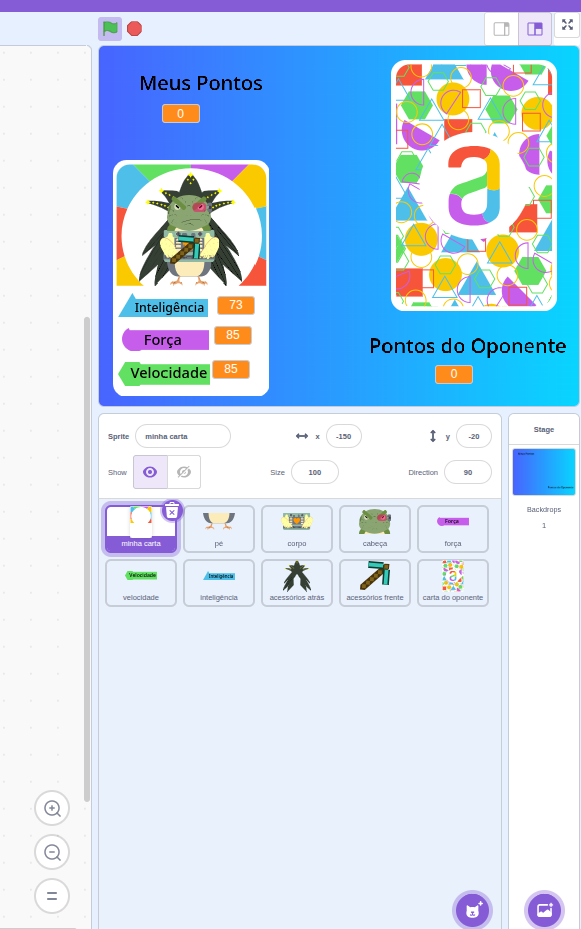 Meus Pontos
0
a
Inteligência 73
Força 85
Velocidade 85
Pontos do Oponente
0
Sprite minha carta x -150 y -20
Show Size 100 Direction 90
minha carta pé corpo cabeça força
velocidade inteligência acessórios atrás acessórios frente carta do oponente
Força
Velocidade
Inteligência
a
Stage
Backdrops
1